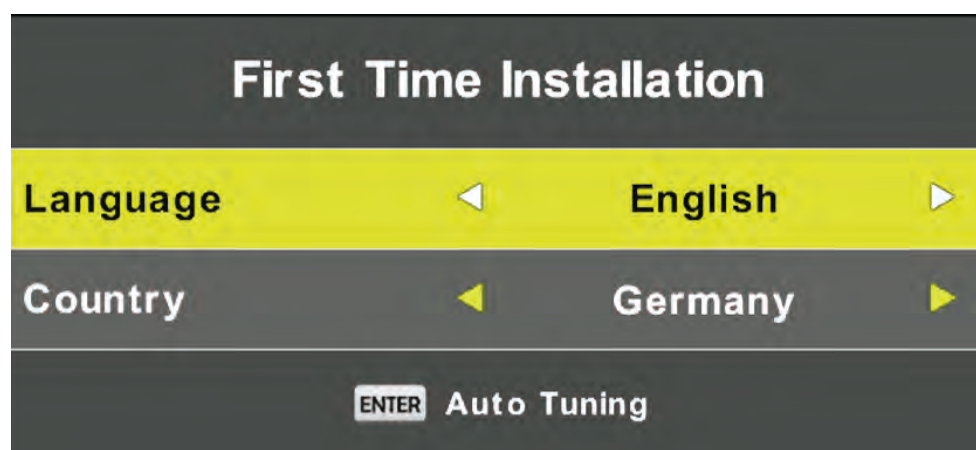 First Time Installation
Language English
Country Germany
ENTER Auto Tuning